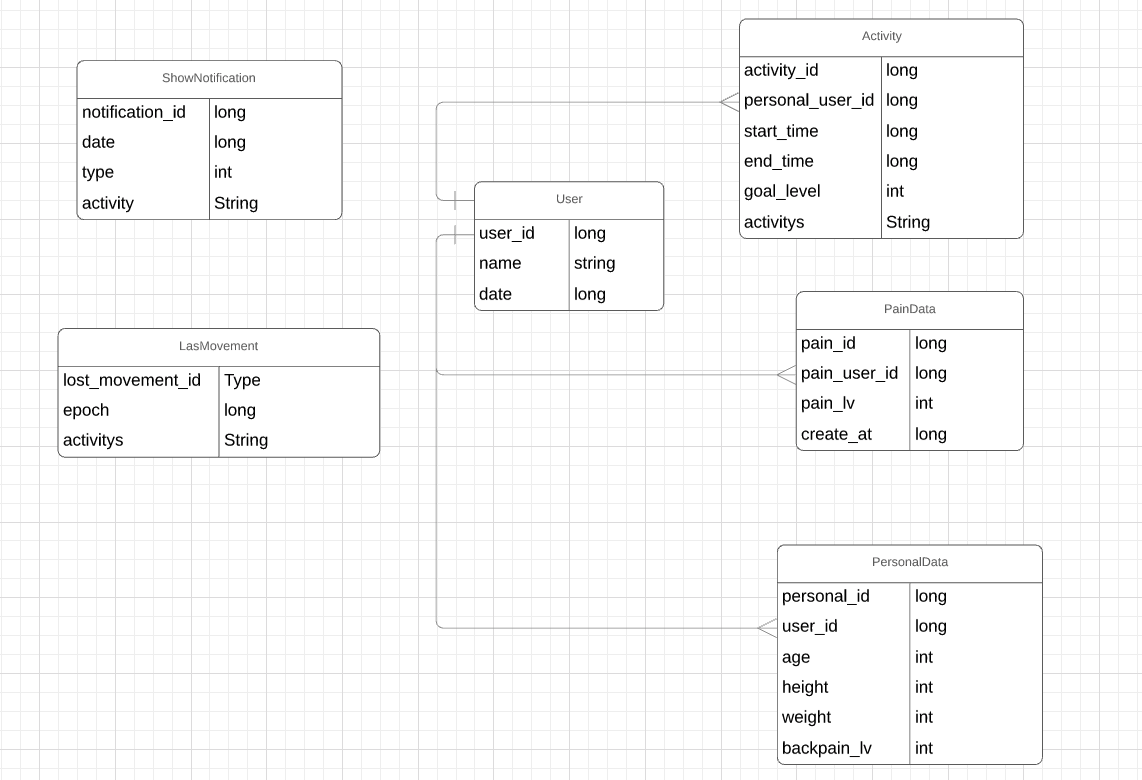 ShowNotification
notification_id long
date long
type int
activity String
LasMovement
lost_movement_id Type
epoch long
activitys String
User
user_id long
name string
date long
Activity
activity_id long
personal_user_id long
start_time long
end_time long
goal_level int
activitys String
PainData
pain_id long
pain_user_id long
pain_lv int
create_at long
PersonalData
personal_id long
user_id long
age int
height int
weight int
backpain_lv int